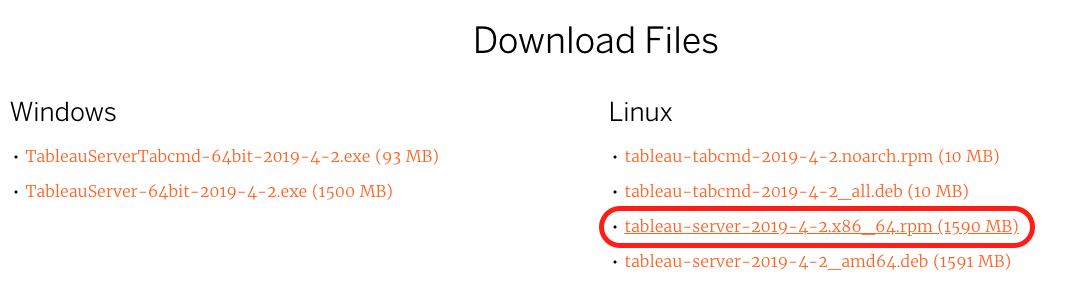 Download Files
Windows
• TableauServerTabcmd-64bit-2019-4-2.exe (93 MB)
• TableauServer-64bit-2019-4-2.exe (1500 MB)
Linux
• tableau-tabcmd-2019-4-2.noarch.rpm (10 MB)
• tableau-tabcmd-2019-4-2_all.deb (10 MB)
• tableau-server-2019-4-2.x86_64.rpm (1590 MB)
• tableau-server-2019-4-2_amd64.deb (1591 MB)